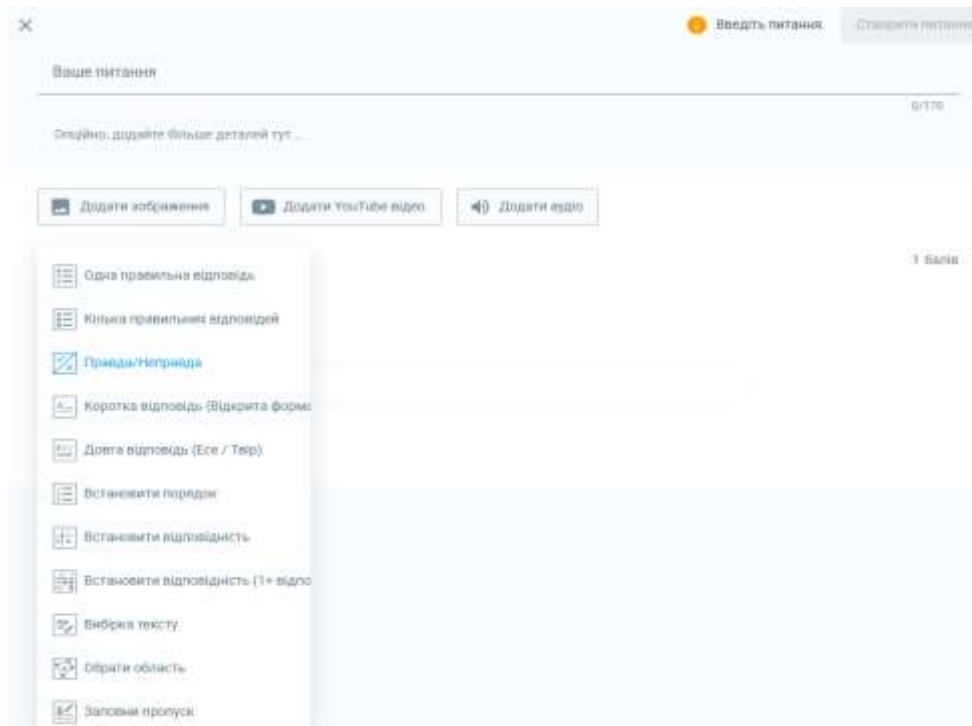 Введіть питання
Створити питання
Ваше питання
0/170
Опційно, додайте більше деталей тут ...
Додати зображення
Додати YouTube відео
Додати аудіо
1 балів
Одна правильна відповідь
Кілька правильних відповідей
Правда/Неправда
Коротка відповідь (Відкрита форма
Довга відповідь (Есе / Твір)
Встановити порядок
Встановити відповідність
Встановити відповідність (1+ відпо
Вибірка тексту
Обрати область
Заповни пропуск